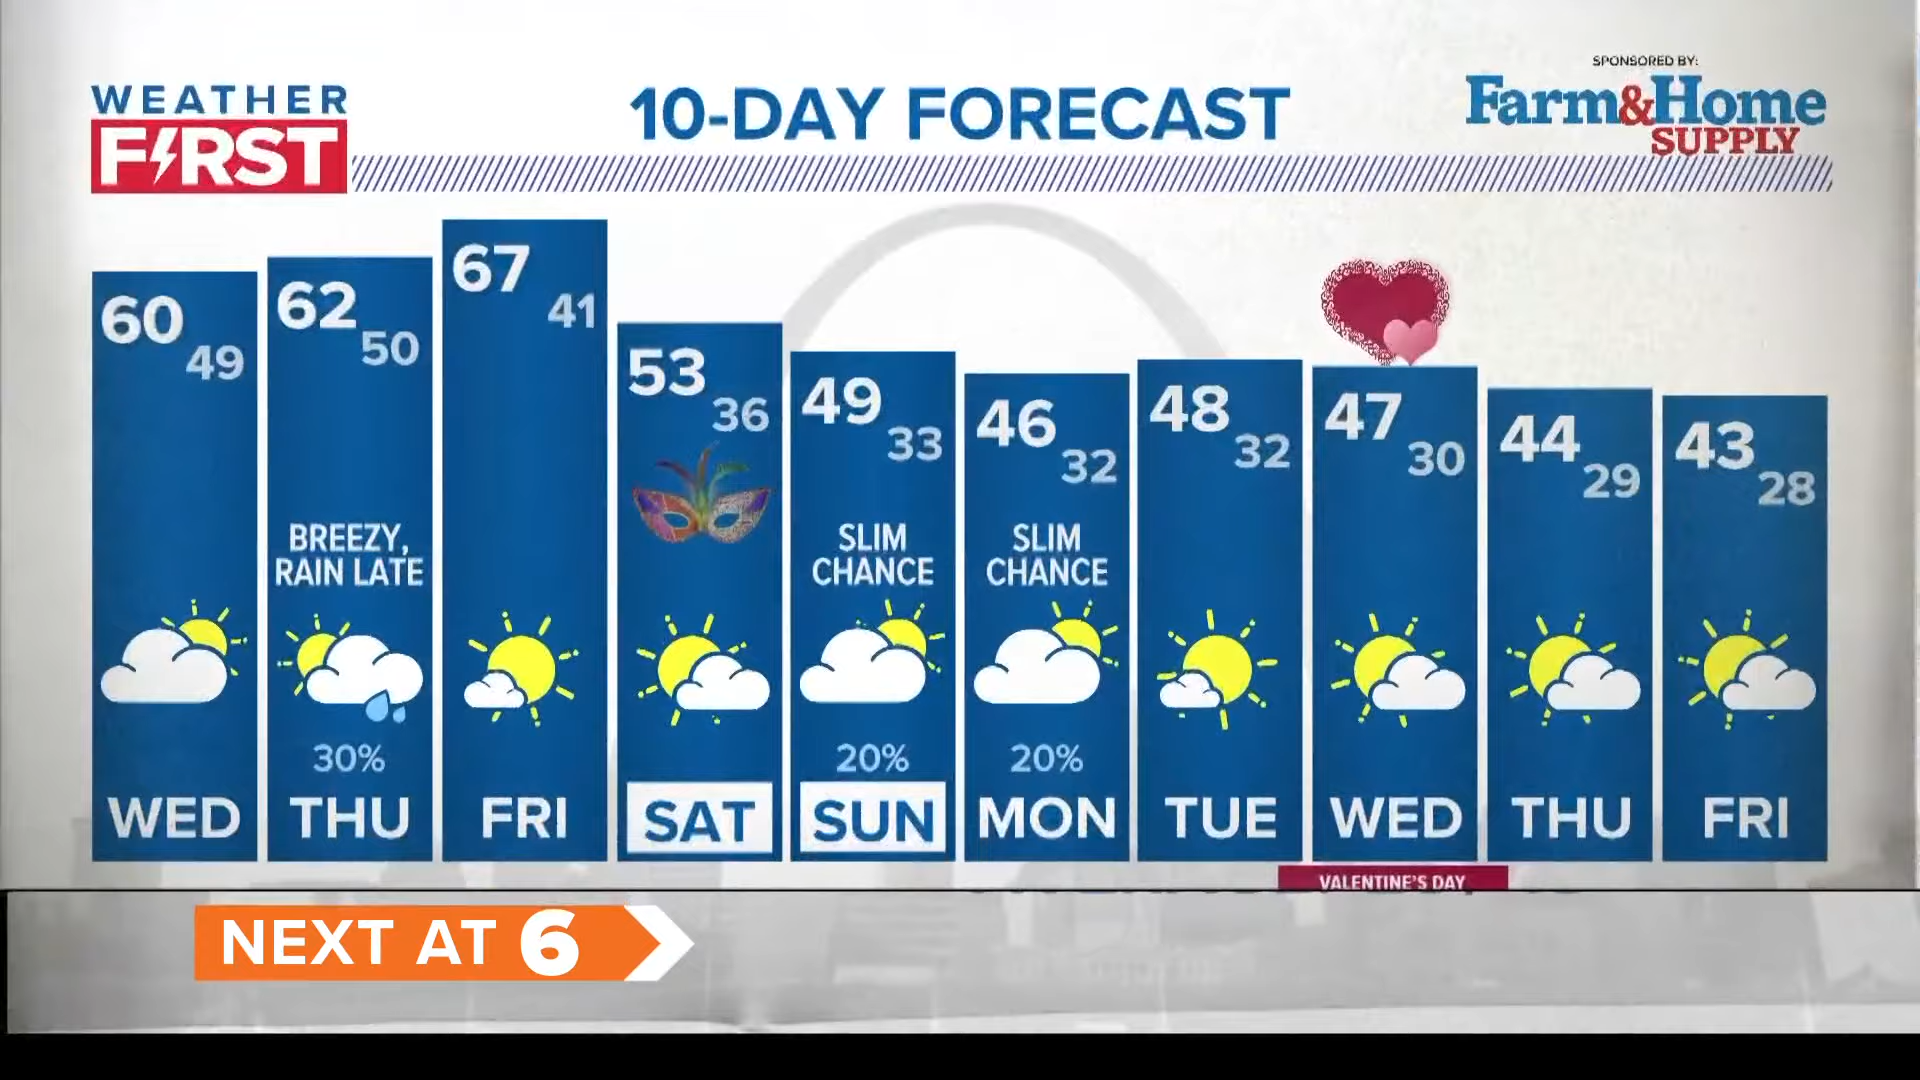 SPONSORED BY:
WEATHER
FIRST
10-DAY FORECAST
Farm&Home
SUPPLY
60
49
WED
62
50
BREEZY,
RAIN LATE
30%
THU
67
41
FRI
53
36
SAT
49
33
SLIM
CHANCE
20%
SUN
46
32
SLIM
CHANCE
20%
MON
48
32
TUE
47
30
WED
VALENTINE'S DAY
44
29
THU
43
28
FRI
NEXT AT 6